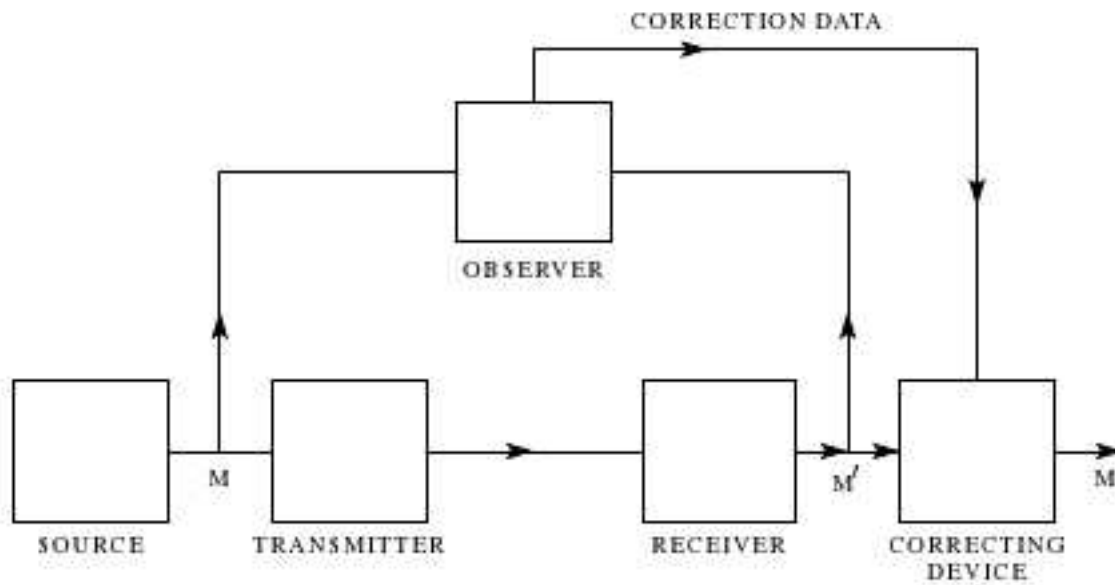 CORRECTION DATA
OBSERVER
M
M′
M
SOURCE
TRANSMITTER
RECEIVER
CORRECTING
DEVICE